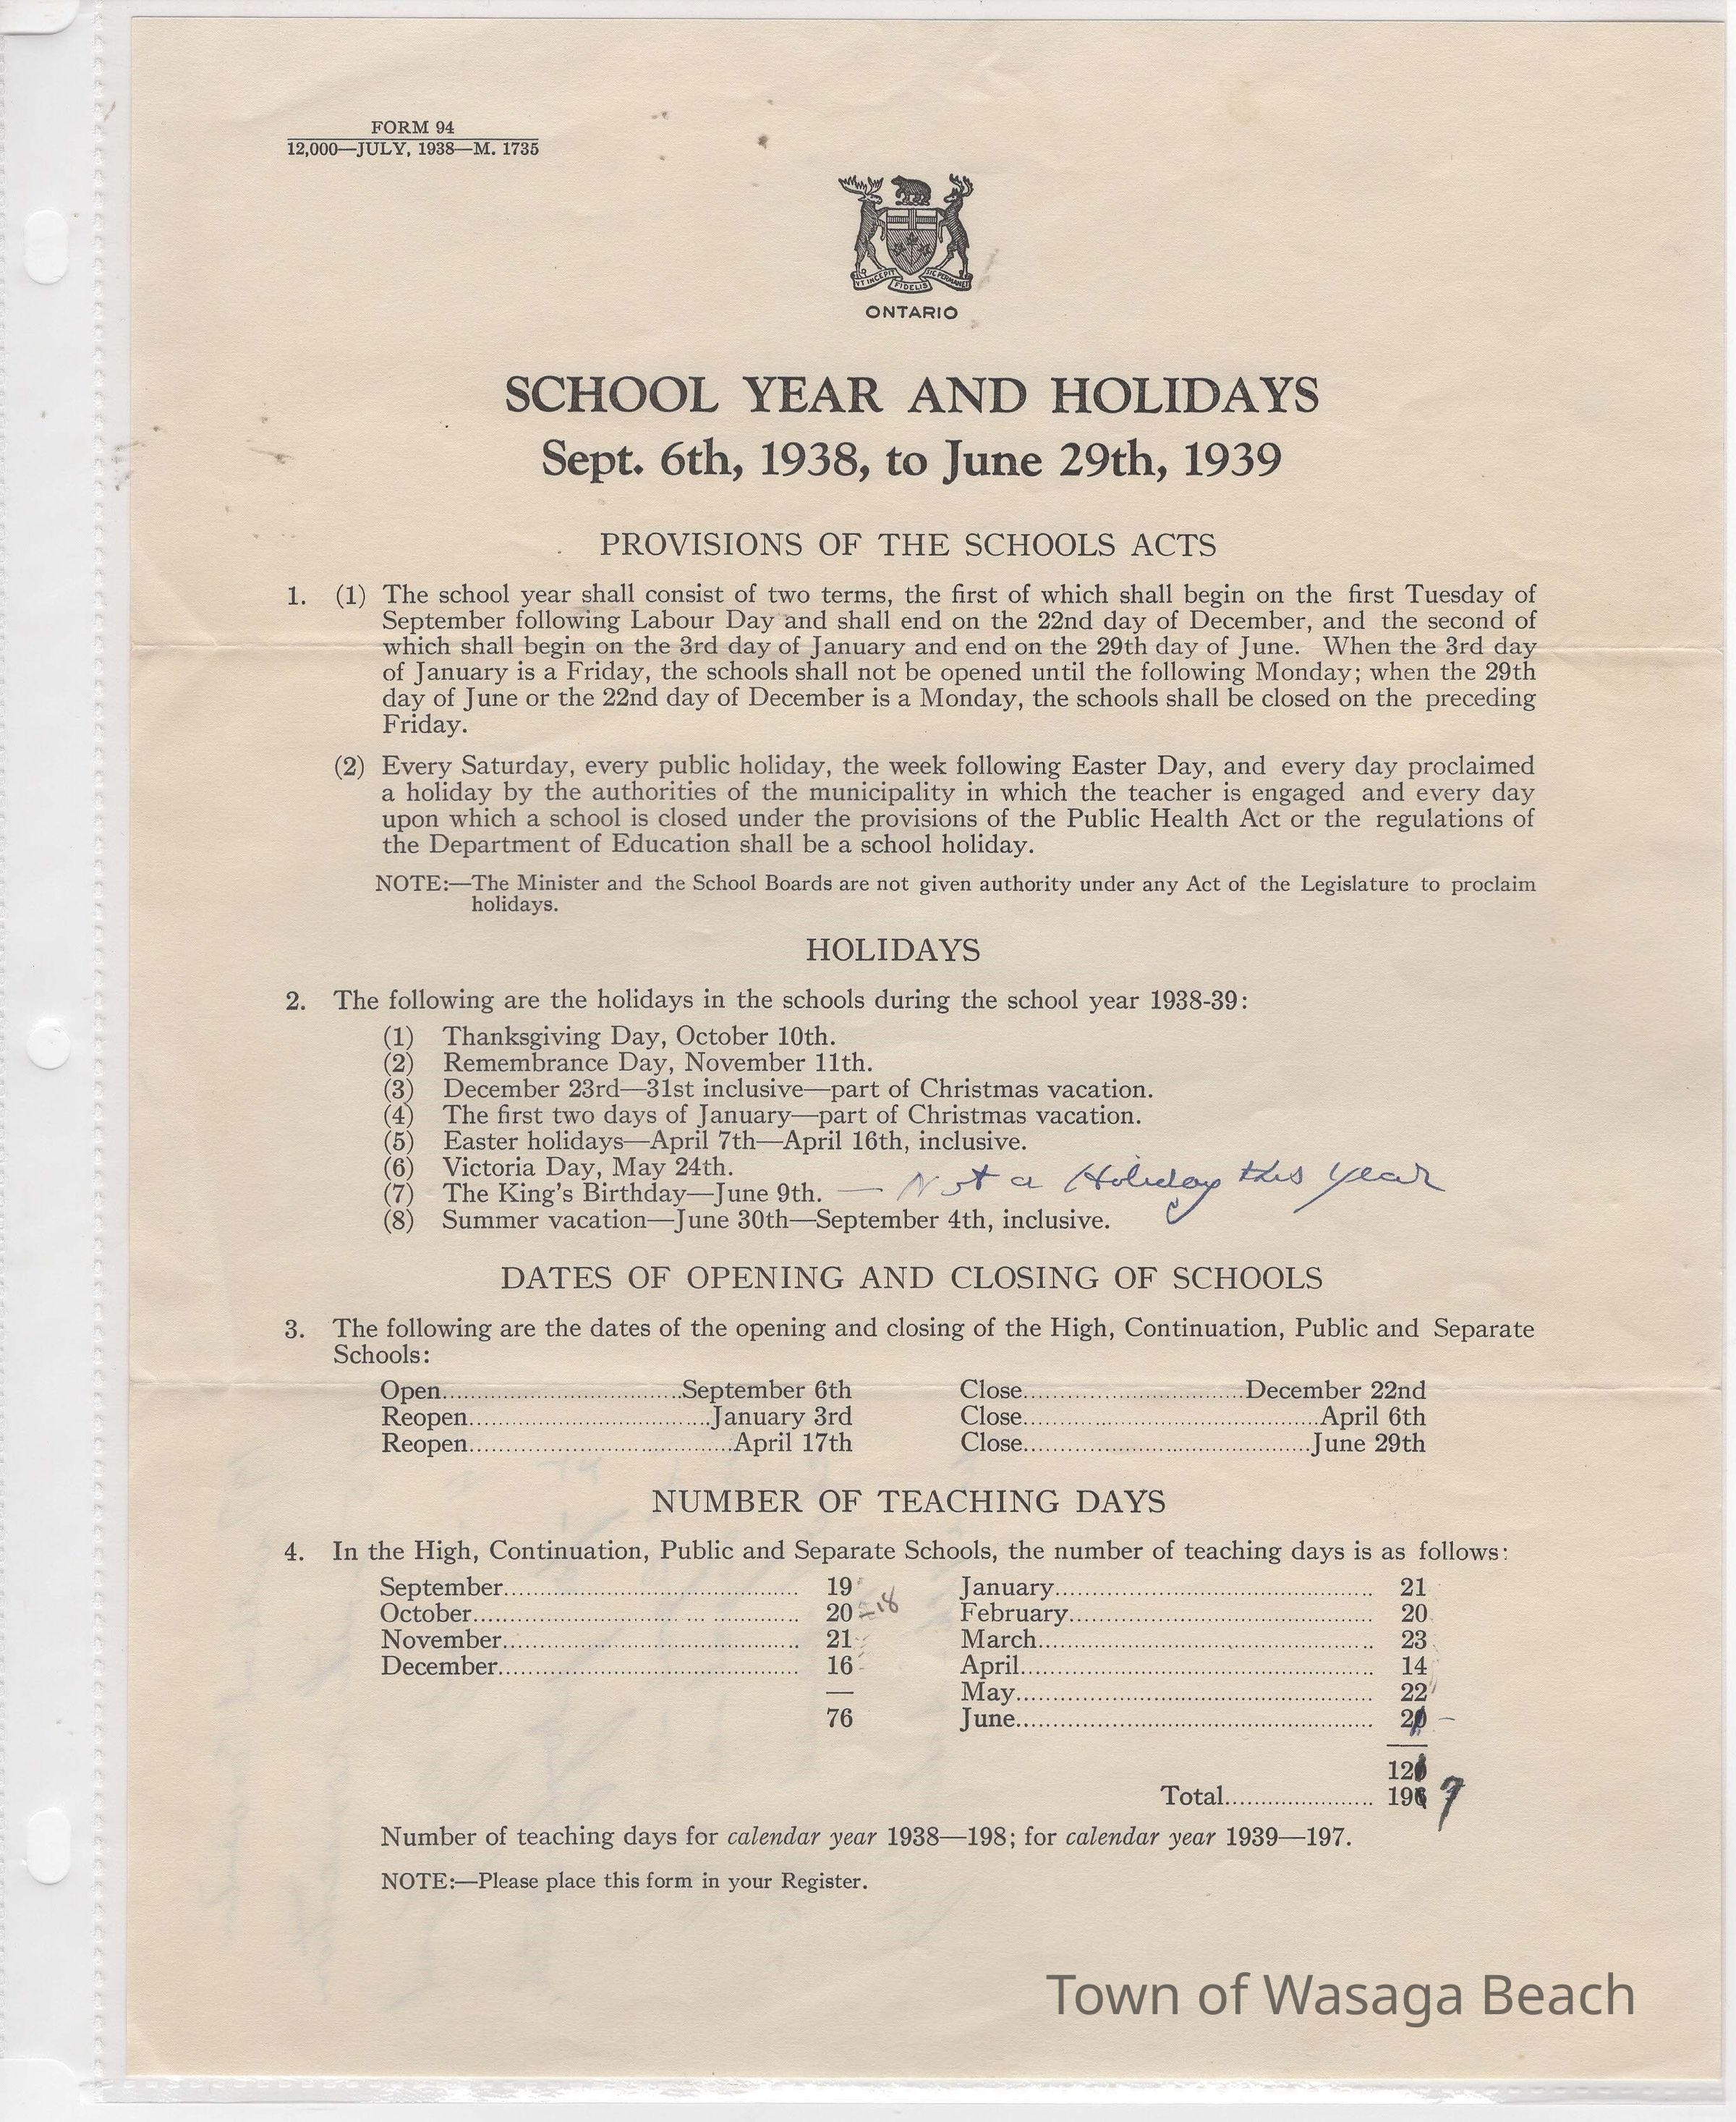 FORM 94
12,000—JULY, 1938—M. 1735
VT INCEPIT FIDELIS SIC PERMANET
ONTARIO
SCHOOL YEAR AND HOLIDAYS
Sept. 6th, 1938, to June 29th, 1939
PROVISIONS OF THE SCHOOLS ACTS
1. (1) The school year shall consist of two terms, the first of which shall begin on the first Tuesday of
September following Labour Day and shall end on the 22nd day of December, and the second of
which shall begin on the 3rd day of January and end on the 29th day of June. When the 3rd day
of January is a Friday, the schools shall not be opened until the following Monday; when the 29th
day of June or the 22nd day of December is a Monday, the schools shall be closed on the preceding
Friday.
(2) Every Saturday, every public holiday, the week following Easter Day, and every day proclaimed
a holiday by the authorities of the municipality in which the teacher is engaged and every day
upon which a school is closed under the provisions of the Public Health Act or the regulations of
the Department of Education shall be a school holiday.
NOTE:—The Minister and the School Boards are not given authority under any Act of the Legislature to proclaim
holidays.
HOLIDAYS
2. The following are the holidays in the schools during the school year 1938-39:
(1) Thanksgiving Day, October 10th.
(2) Remembrance Day, November 11th.
(3) December 23rd—31st inclusive—part of Christmas vacation.
(4) The first two days of January—part of Christmas vacation.
(5) Easter holidays—April 7th—April 16th, inclusive.
(6) Victoria Day, May 24th.
(7) The King's Birthday—June 9th. — Not a Holiday this year
(8) Summer vacation—June 30th—September 4th, inclusive.
DATES OF OPENING AND CLOSING OF SCHOOLS
3. The following are the dates of the opening and closing of the High, Continuation, Public and Separate
Schools:
Open................................September 6th Close................................December 22nd
Reopen................................January 3rd Close................................April 6th
Reopen................................April 17th Close................................June 29th
NUMBER OF TEACHING DAYS
4. In the High, Continuation, Public and Separate Schools, the number of teaching days is as follows:
September................................ 19 January................................ 21
October................................ 20 –18 February................................ 20
November................................ 21 March................................ 23
December................................ 16 April................................ 14
— May................................ 22
76 June................................ 21
121
Total..................... 197
Number of teaching days for calendar year 1938—198; for calendar year 1939—197.
NOTE:—Please place this form in your Register.
Town of Wasaga Beach